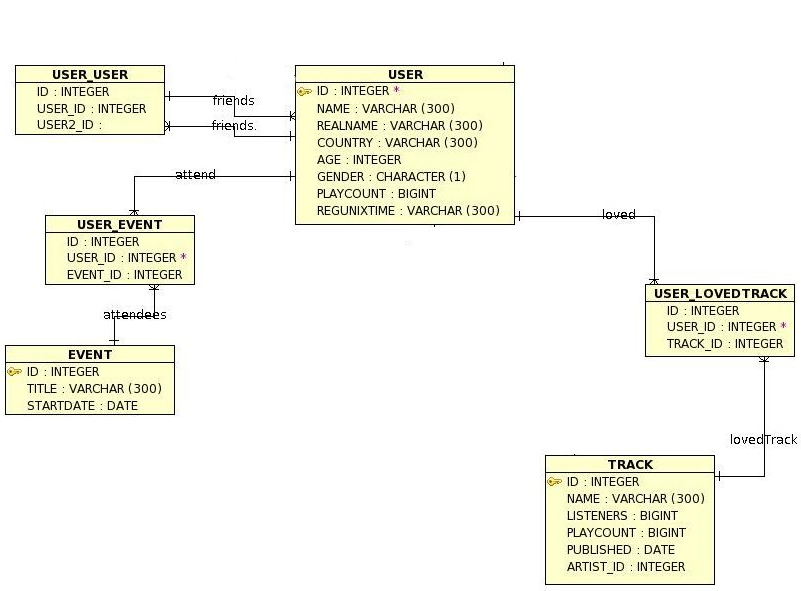 USER_USER
ID : INTEGER
USER_ID : INTEGER
USER2_ID :
friends
friends.
USER
ID : INTEGER *
NAME : VARCHAR (300)
REALNAME : VARCHAR (300)
COUNTRY : VARCHAR (300)
AGE : INTEGER
GENDER : CHARACTER (1)
PLAYCOUNT : BIGINT
REGUNIXTIME : VARCHAR (300)
attend
loved
USER_EVENT
ID : INTEGER
USER_ID : INTEGER *
EVENT_ID : INTEGER
attendees
EVENT
ID : INTEGER
TITLE : VARCHAR (300)
STARTDATE : DATE
USER_LOVEDTRACK
ID : INTEGER
USER_ID : INTEGER *
TRACK_ID : INTEGER
lovedTrack
TRACK
ID : INTEGER
NAME : VARCHAR (300)
LISTENERS : BIGINT
PLAYCOUNT : BIGINT
PUBLISHED : DATE
ARTIST_ID : INTEGER